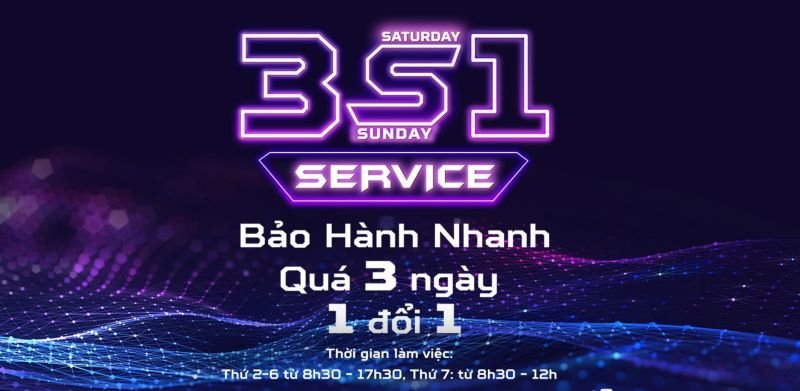 SATURDAY
3S1
SUNDAY
SERVICE
Bảo Hành Nhanh
Quá 3 ngày
1 đổi 1
Thời gian làm việc:
Thứ 2-6 từ 8h30 - 17h30, Thứ 7: từ 8h30 - 12h